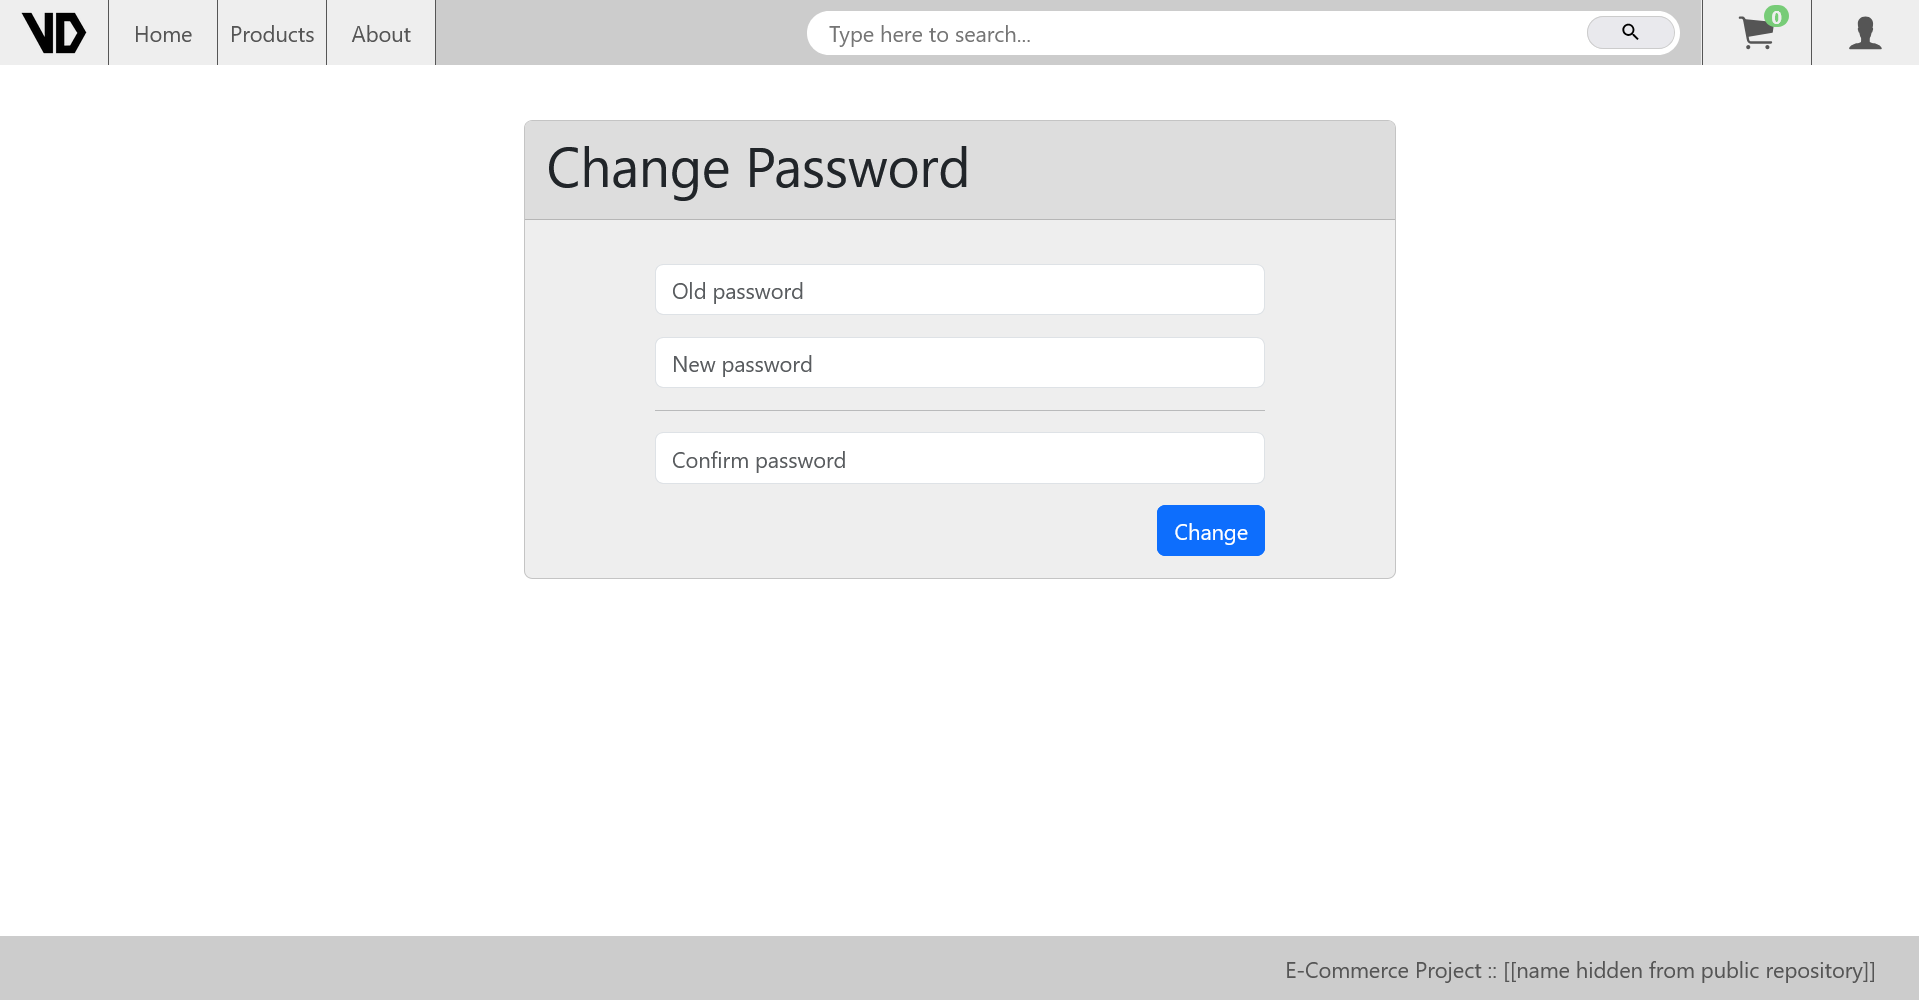 VD
Home
Products
About
Type here to search...
0
Change Password
Old password
New password
Confirm password
Change
E-Commerce Project :: [[name hidden from public repository]]